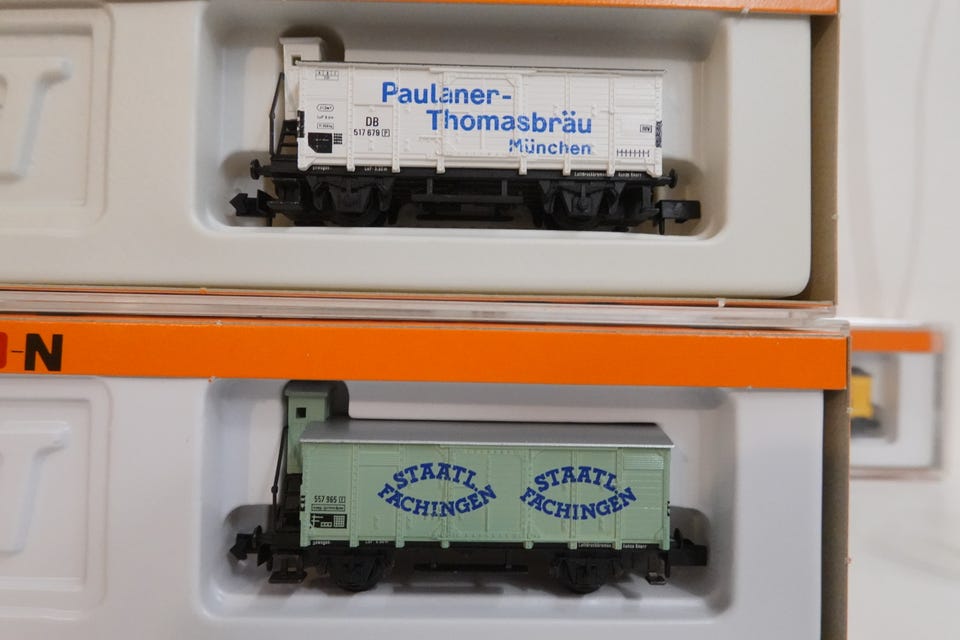 Paulaner-
Thomasbräu
München
DB
517 679 P
N
STAATL.
FACHINGEN
STAATL.
FACHINGEN
557 965